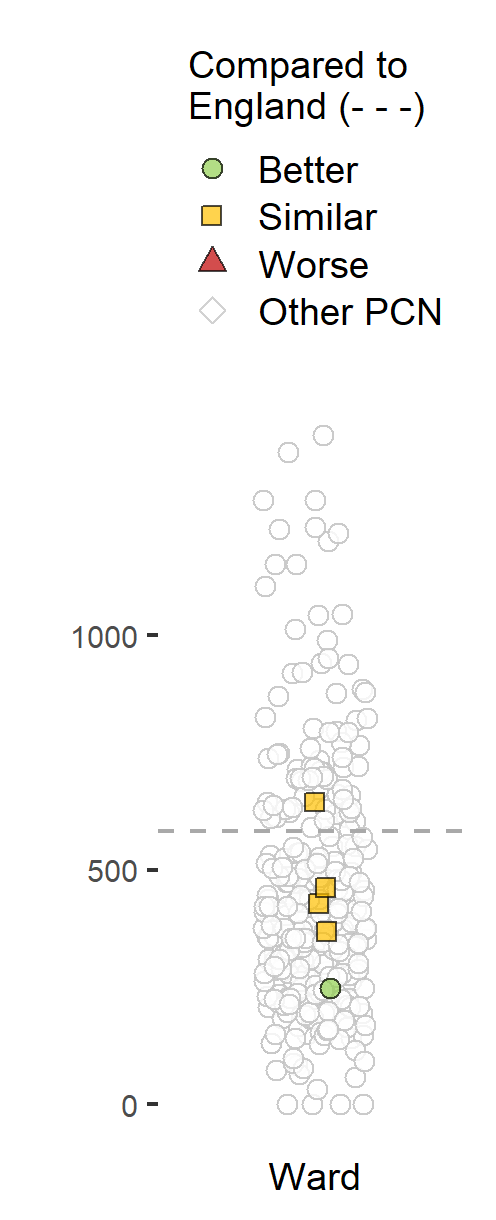 Compared to
England (- - -)
Better
Similar
Worse
Other PCN
1000
500
0
Ward